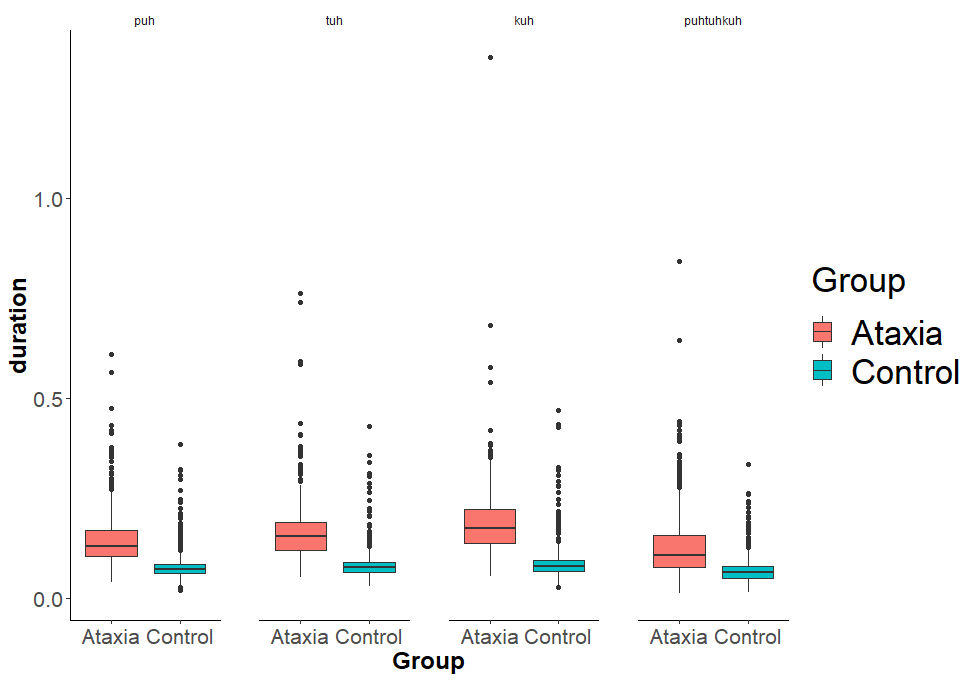 puh tuh kuh puhtuhkuh
1.0
0.5
0.0
duration
Ataxia Control Ataxia Control Ataxia Control Ataxia Control
Group
Group
Ataxia
Control